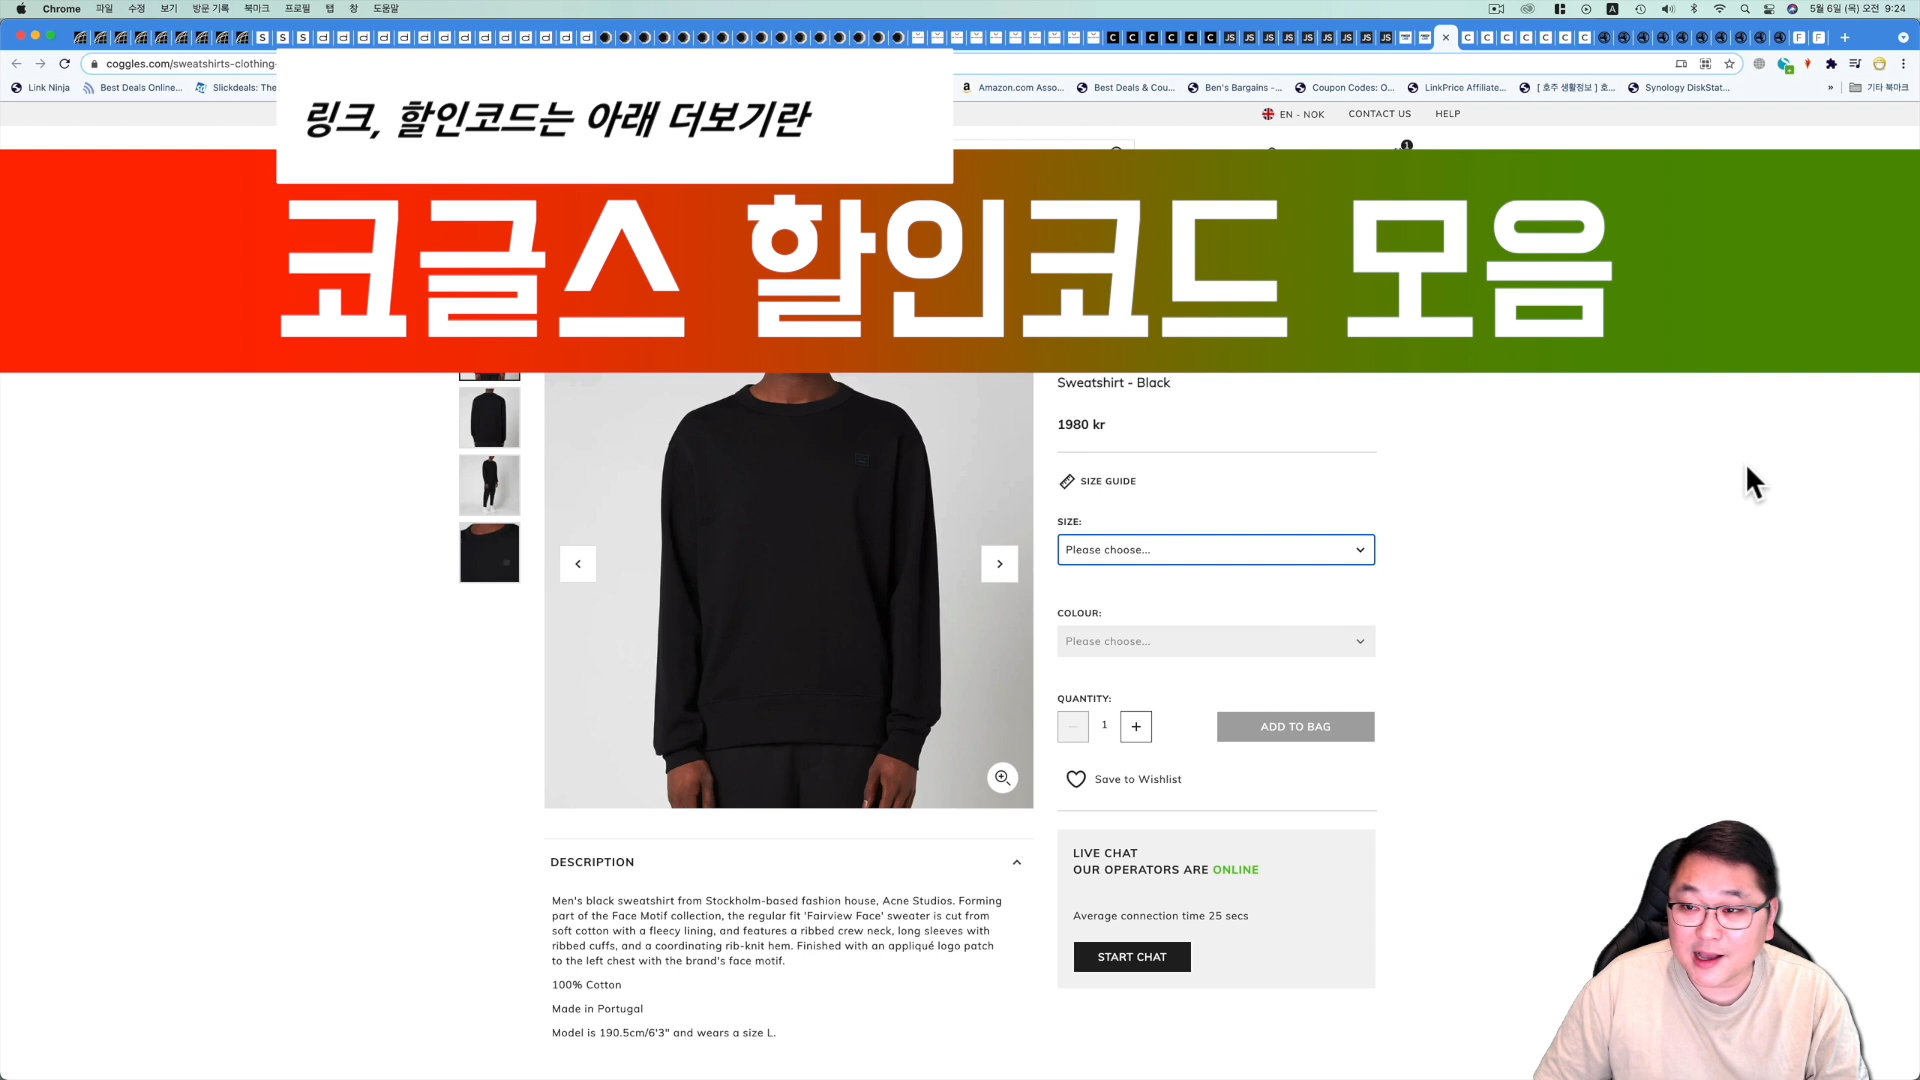 Chrome 파일 수정 보기 방문 기록 북마크 프로필 탭 창 도움말
5월 6일 (목) 오전 9:24
coggles.com/sweatshirts-clothing-
Link Ninja
Best Deals Online...
Slickdeals: The
Amazon.com Asso...
Best Deals & Cou...
Ben's Bargains -...
Coupon Codes: O...
LinkPrice Affiliate...
[ 호주 생활정보 ] 호...
Synology DiskStat...
기타 북마크
링크, 할인코드는 아래 더보기란
EN - NOK
CONTACT US
HELP
1
코글스 할인코드 모음
Sweatshirt - Black
1980 kr
SIZE GUIDE
SIZE:
Please choose...
COLOUR:
Please choose...
QUANTITY:
1
ADD TO BAG
Save to Wishlist
LIVE CHAT
OUR OPERATORS ARE ONLINE
Average connection time 25 secs
START CHAT
DESCRIPTION
Men's black sweatshirt from Stockholm-based fashion house, Acne Studios. Forming
part of the Face Motif collection, the regular fit 'Fairview Face' sweater is cut from
soft cotton with a fleecy lining, and features a ribbed crew neck, long sleeves with
ribbed cuffs, and a coordinating rib-knit hem. Finished with an appliqué logo patch
to the left chest with the brand's face motif.
100% Cotton
Made in Portugal
Model is 190.5cm/6'3" and wears a size L.